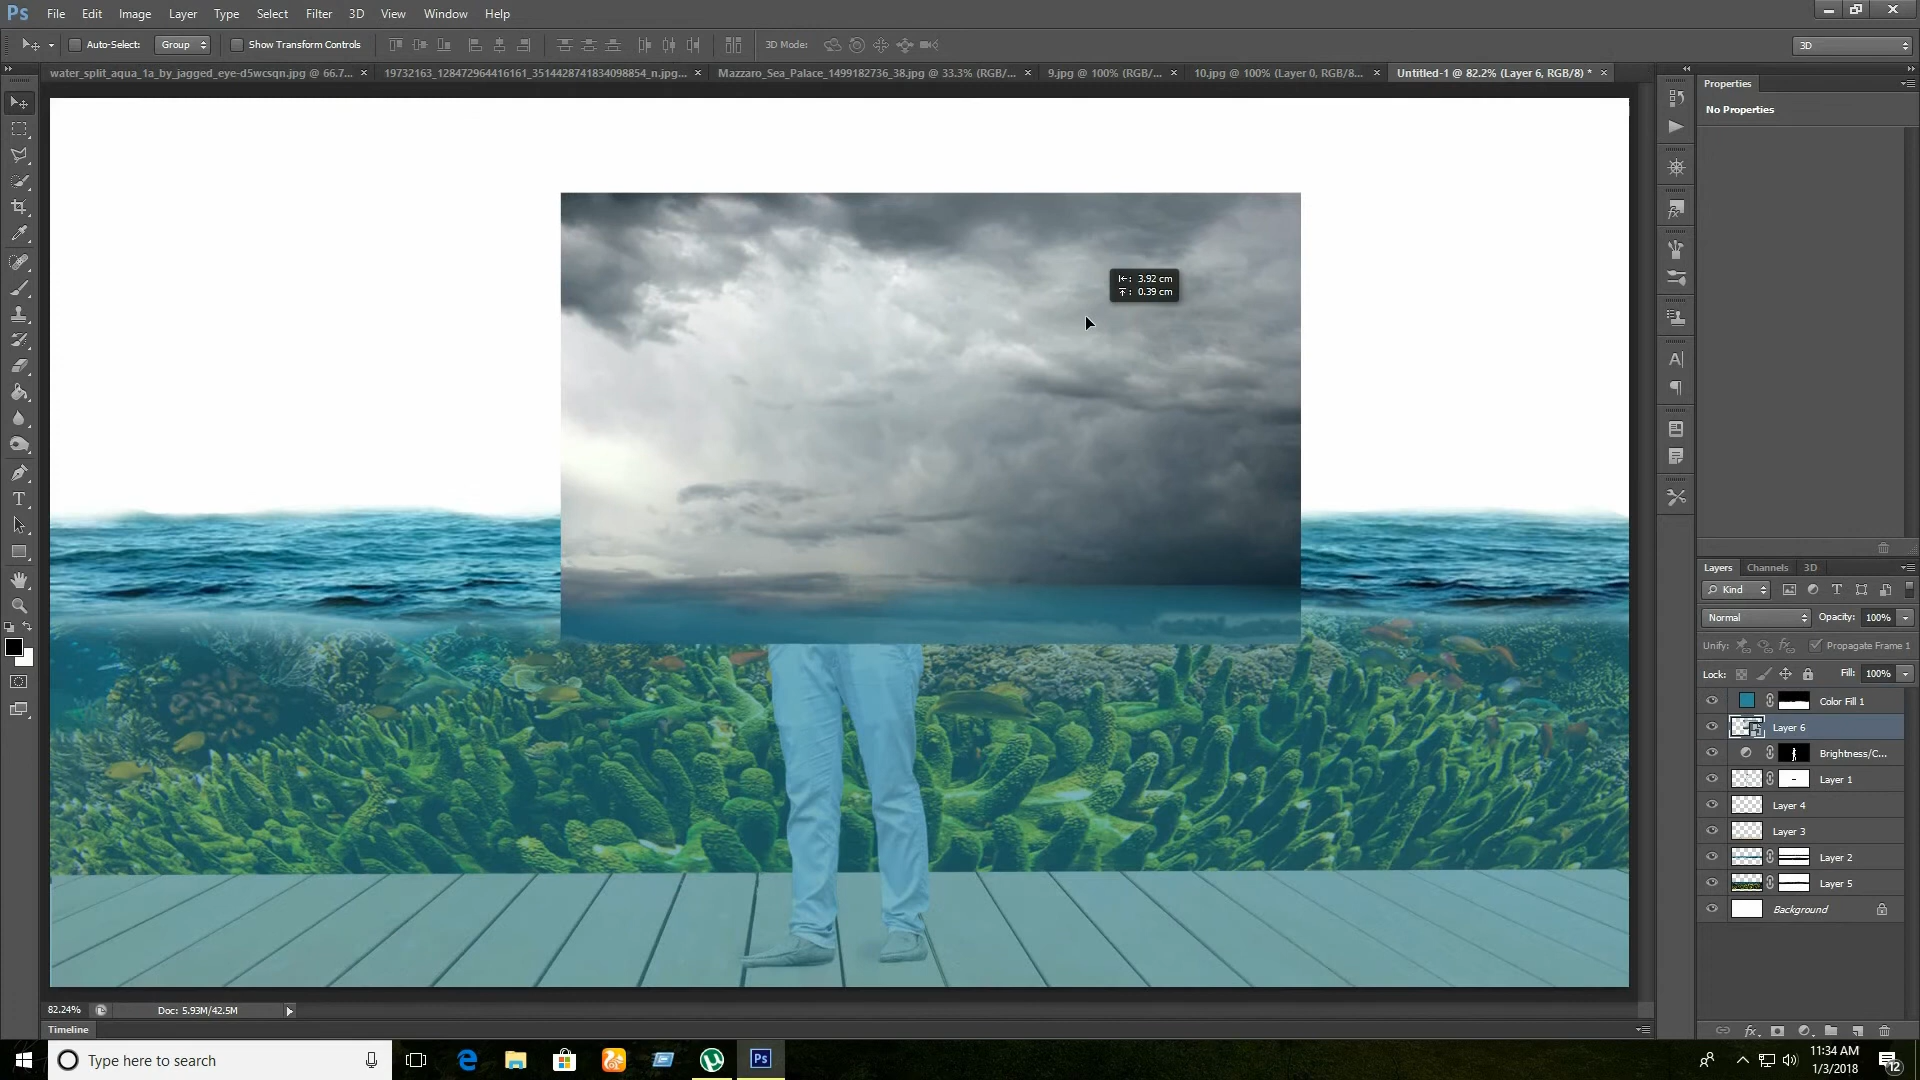 Ps File Edit Image Layer Type Select Filter 3D View Window Help
Auto-Select: Group Show Transform Controls 3D Mode: 3D
water_split_aqua_1a_by_jagged_eye-d5wcsqn.jpg @ 66.7... × 19732163_128472964416161_3514428741834098854_n.jpg... × Mazzaro_Sea_Palace_1499182736_38.jpg @ 33.3% (RGB/... × 9.jpg @ 100% (RGB/... × 10.jpg @ 100% (Layer 0, RGB/8... × Untitled-1 @ 82.2% (Layer 6, RGB/8) * ×
Properties
No Properties
3.92 cm
0.39 cm
Layers Channels 3D
Kind
Normal Opacity: 100%
Unify: Propagate Frame 1
Lock: Fill: 100%
Color Fill 1
Layer 6
Brightness/C...
Layer 1
Layer 4
Layer 3
Layer 2
Layer 5
Background
82.24% Doc: 5.93M/42.5M
Timeline
Type here to search
Ps
11:34 AM
1/3/2018
12